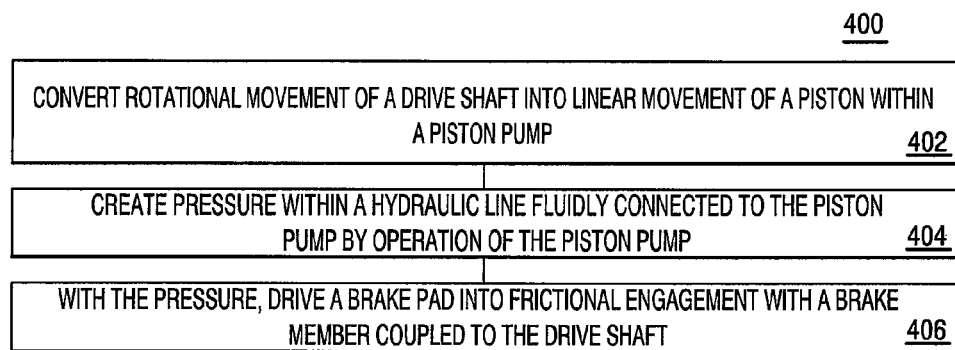 400
CONVERT ROTATIONAL MOVEMENT OF A DRIVE SHAFT INTO LINEAR MOVEMENT OF A PISTON WITHIN
A PISTON PUMP
402
CREATE PRESSURE WITHIN A HYDRAULIC LINE FLUIDLY CONNECTED TO THE PISTON
PUMP BY OPERATION OF THE PISTON PUMP
404
WITH THE PRESSURE, DRIVE A BRAKE PAD INTO FRICTIONAL ENGAGEMENT WITH A BRAKE
MEMBER COUPLED TO THE DRIVE SHAFT
406